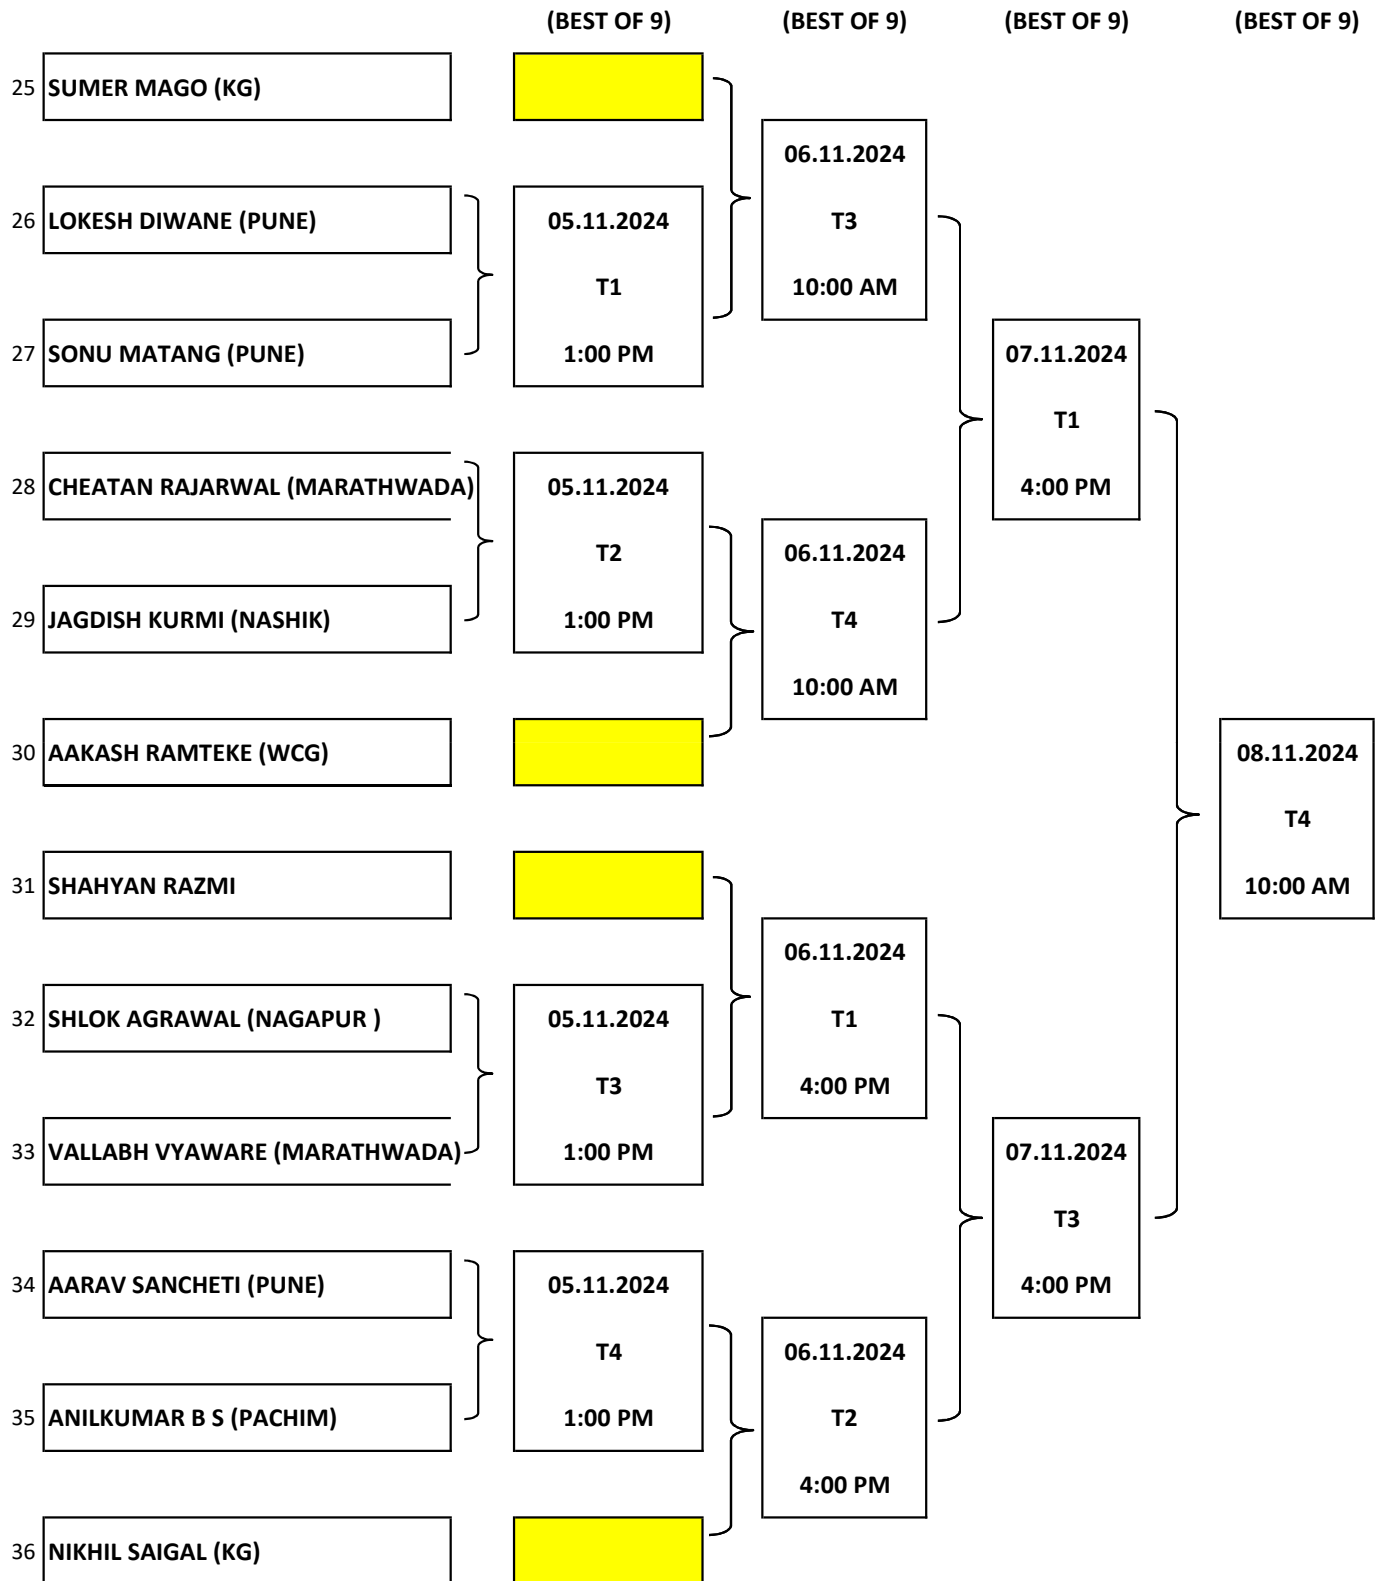 (BEST OF 9) (BEST OF 9) (BEST OF 9) (BEST OF 9)
25 SUMER MAGO (KG)
06.11.2024
26 LOKESH DIWANE (PUNE) 05.11.2024 T3
T1 10:00 AM
27 SONU MATANG (PUNE) 1:00 PM 07.11.2024
T1
28 CHEATAN RAJARWAL (MARATHWADA) 05.11.2024 4:00 PM
T2 06.11.2024
29 JAGDISH KURMI (NASHIK) 1:00 PM T4
10:00 AM
30 AAKASH RAMTEKE (WCG) 08.11.2024
T4
31 SHAHYAN RAZMI 10:00 AM
06.11.2024
32 SHLOK AGRAWAL (NAGAPUR ) 05.11.2024 T1
T3 4:00 PM
33 VALLABH VYAWARE (MARATHWADA) 1:00 PM 07.11.2024
T3
34 AARAV SANCHETI (PUNE) 05.11.2024 4:00 PM
T4 06.11.2024
35 ANILKUMAR B S (PACHIM) 1:00 PM T2
4:00 PM
36 NIKHIL SAIGAL (KG)